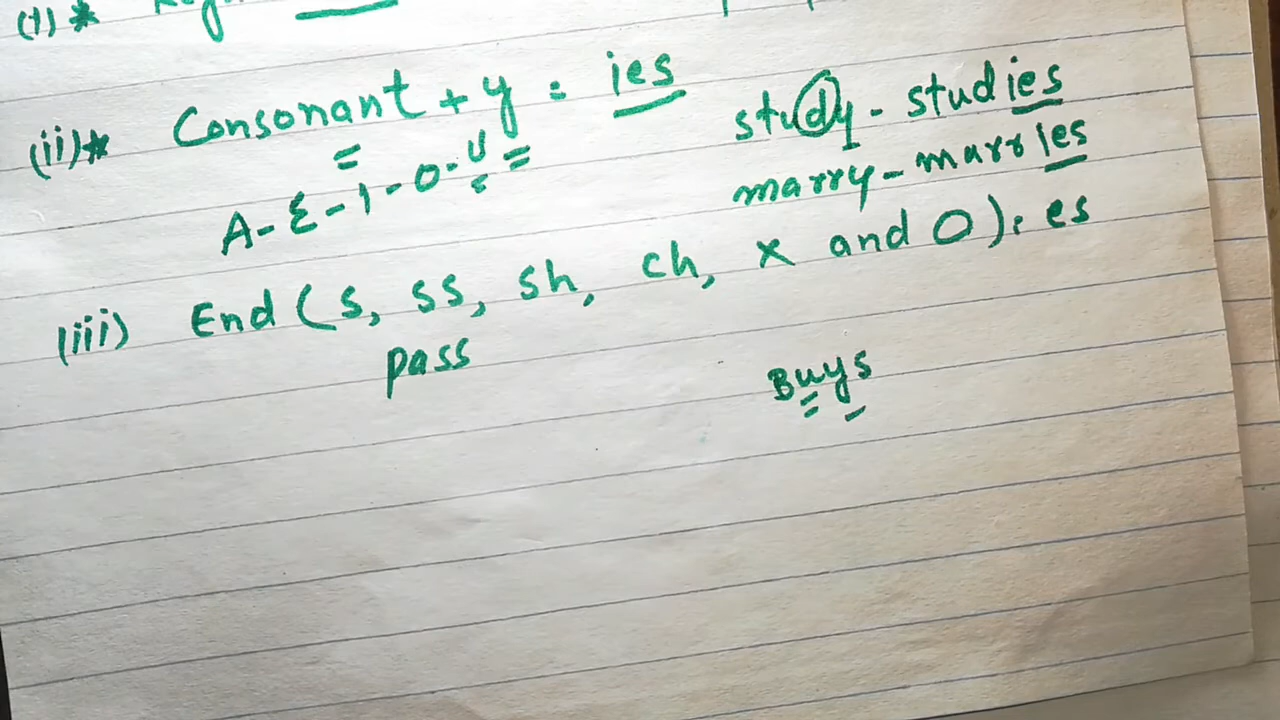 (i)*
(ii)* Consonant + y = ies study - studies
A-E-I-O-U marry - marries
(iii) End (s, ss, sh, ch, x and O): es
pass Buys